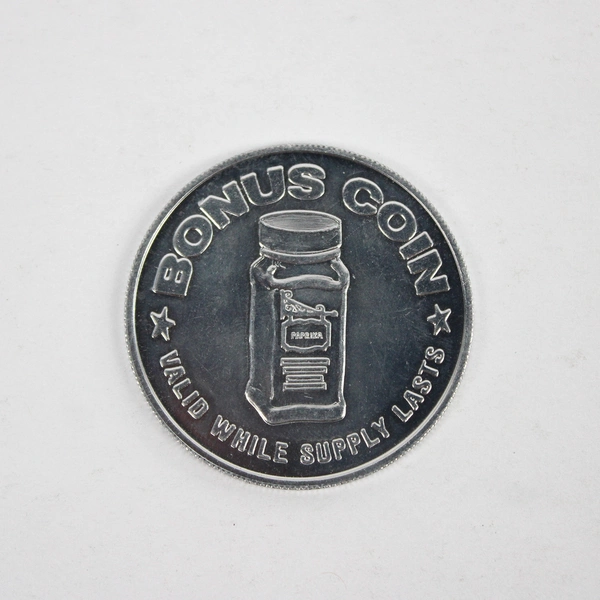 BONUS COIN
PAPRIKA
VALID WHILE SUPPLY LASTS